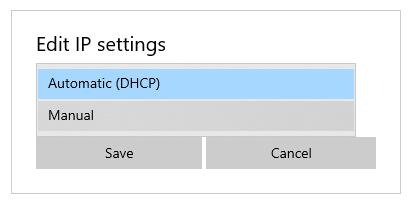 Edit IP settings
Automatic (DHCP)
Manual
Save Cancel